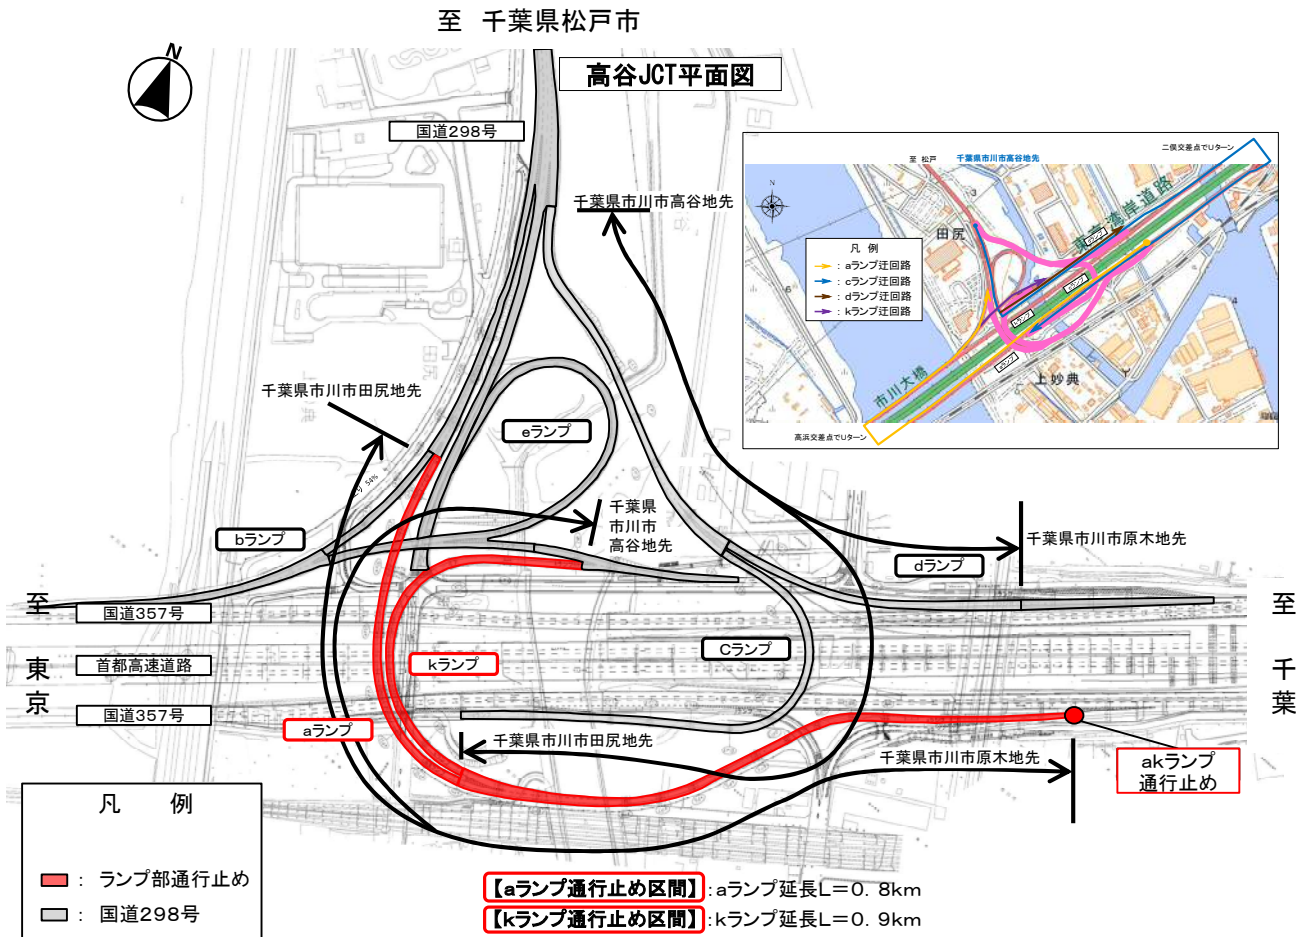 至 千葉県松戸市
N
高谷JCT平面図
国道298号
千葉県市川市高谷地先
千葉県市川市田尻地先
eランプ
bランプ
千葉県
市川市
高谷地先
dランプ
千葉県市川市原木地先
至 東京
国道357号
首都高速道路
国道357号
kランプ
Cランプ
aランプ
千葉県市川市田尻地先
千葉県市川市原木地先
至 千葉
akランプ
通行止め
凡 例
: ランプ部通行止め
: 国道298号
【aランプ通行止め区間】:aランプ延長L=0.8km
【kランプ通行止め区間】:kランプ延長L=0.9km
二俣交差点でUターン
至 松戸
千葉県市川市高谷地先
東京湾岸道路
田尻
凡 例
: aランプ迂回路
: cランプ迂回路
: dランプ迂回路
: kランプ迂回路
市川大橋
上妙典
高浜交差点でUターン